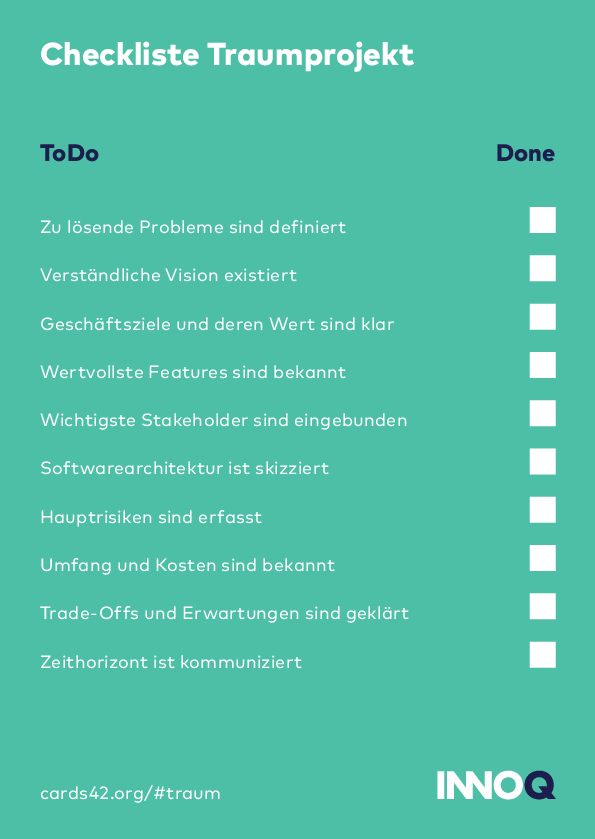 Checkliste Traumprojekt
ToDo Done
Zu lösende Probleme sind definiert
Verständliche Vision existiert
Geschäftsziele und deren Wert sind klar
Wertvollste Features sind bekannt
Wichtigste Stakeholder sind eingebunden
Softwarearchitektur ist skizziert
Hauptrisiken sind erfasst
Umfang und Kosten sind bekannt
Trade-Offs und Erwartungen sind geklärt
Zeithorizont ist kommuniziert
cards42.org/#traum INNOQ